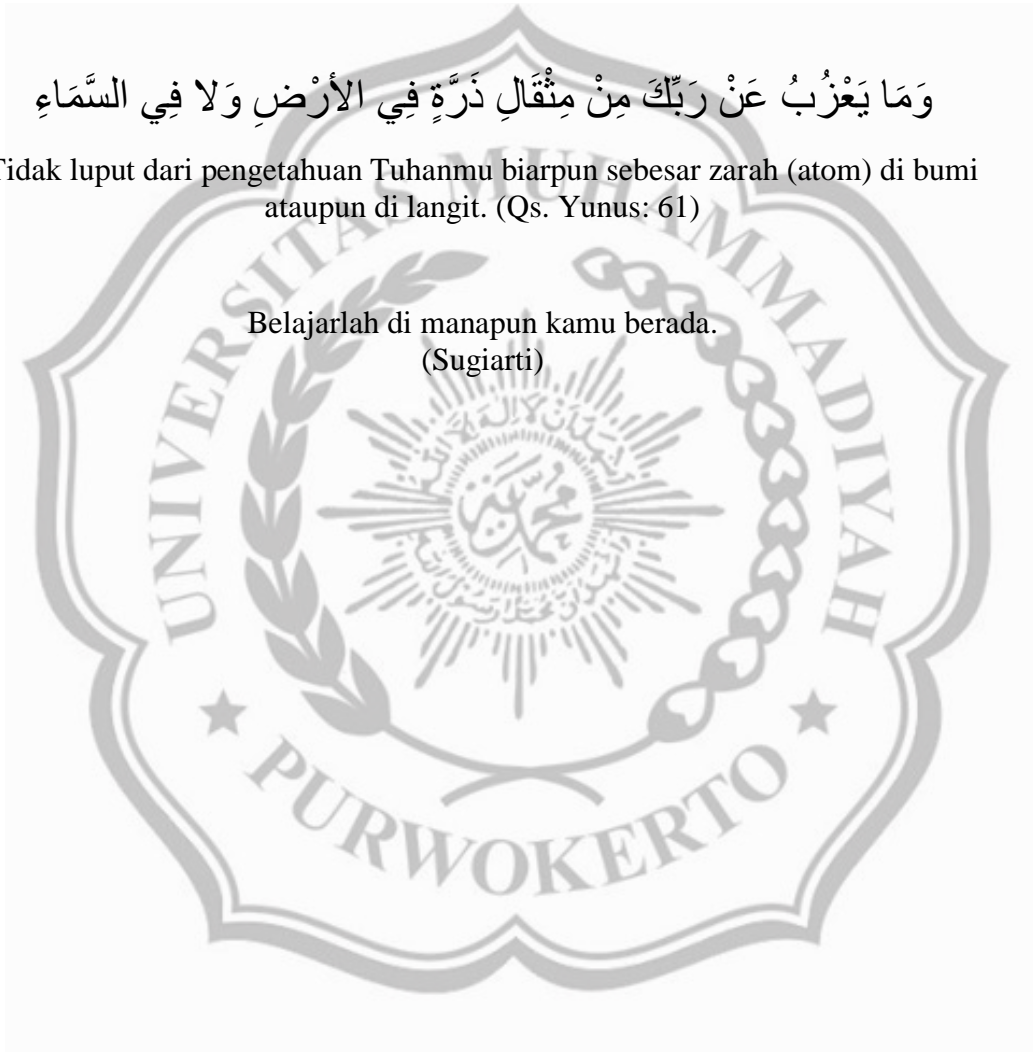 وَمَا يَعْزُبُ عَنْ رَبِّكَ مِنْ مِثْقَالِ ذَرَّةٍ فِي الأرْضِ وَلا فِي السَّمَاءِ
Tidak luput dari pengetahuan Tuhanmu biarpun sebesar zarah (atom) di bumi
ataupun di langit. (Qs. Yunus: 61)
Belajarlah di manapun kamu berada.
(Sugiarti)
UNIVERSITAS MUHAMMADIYAH
PURWOKERTO